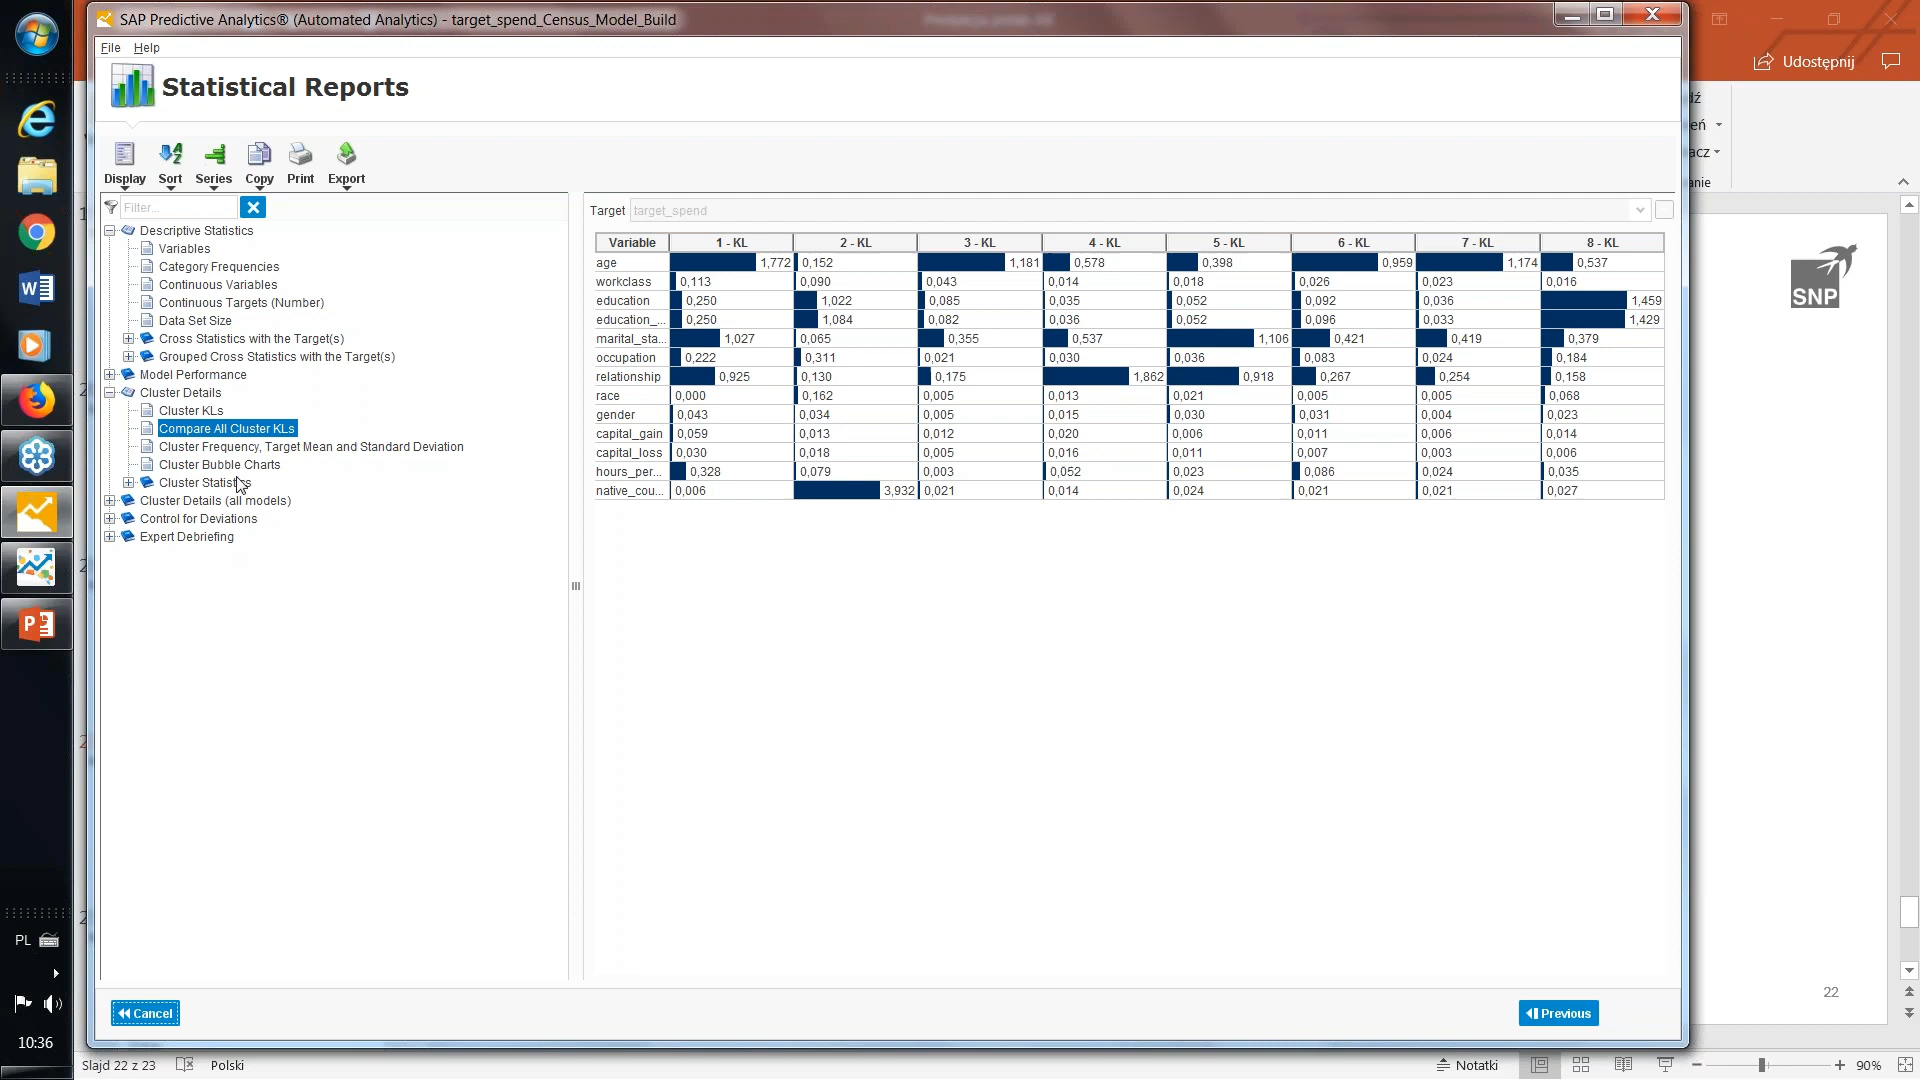 SAP Predictive Analytics® (Automated Analytics) - target_spend_Census_Model_Build
File Help
Udostępnij
Statistical Reports
Display Sort Series Copy Print Export
Filter...
Descriptive Statistics
Variables
Category Frequencies
Continuous Variables
Continuous Targets (Number)
Data Set Size
Cross Statistics with the Target(s)
Grouped Cross Statistics with the Target(s)
Model Performance
Cluster Details
Cluster KLs
Compare All Cluster KLs
Cluster Frequency, Target Mean and Standard Deviation
Cluster Bubble Charts
Cluster Statistics
Cluster Details (all models)
Control for Deviations
Expert Debriefing
Target target_spend
Variable 1 - KL 2 - KL 3 - KL 4 - KL 5 - KL 6 - KL 7 - KL 8 - KL
age 1,772 0,152 1,181 0,578 0,398 0,959 1,174 0,537
workclass 0,113 0,090 0,043 0,014 0,018 0,026 0,023 0,016
education 0,250 1,022 0,085 0,035 0,052 0,092 0,036 1,459
education_... 0,250 1,084 0,082 0,036 0,052 0,096 0,033 1,429
marital_sta... 1,027 0,065 0,355 0,537 1,106 0,421 0,419 0,379
occupation 0,222 0,311 0,021 0,030 0,036 0,083 0,024 0,184
relationship 0,925 0,130 0,175 1,862 0,918 0,267 0,254 0,158
race 0,000 0,162 0,005 0,013 0,021 0,005 0,005 0,068
gender 0,043 0,034 0,005 0,015 0,030 0,031 0,004 0,023
capital_gain 0,059 0,013 0,012 0,020 0,006 0,011 0,006 0,014
capital_loss 0,030 0,018 0,005 0,016 0,011 0,007 0,003 0,006
hours_per... 0,328 0,079 0,003 0,052 0,023 0,086 0,024 0,035
native_cou... 0,006 3,932 0,021 0,014 0,024 0,021 0,021 0,027
Cancel
Previous
SNP
22
PL
10:36
Slajd 22 z 23 Polski Notatki 90%